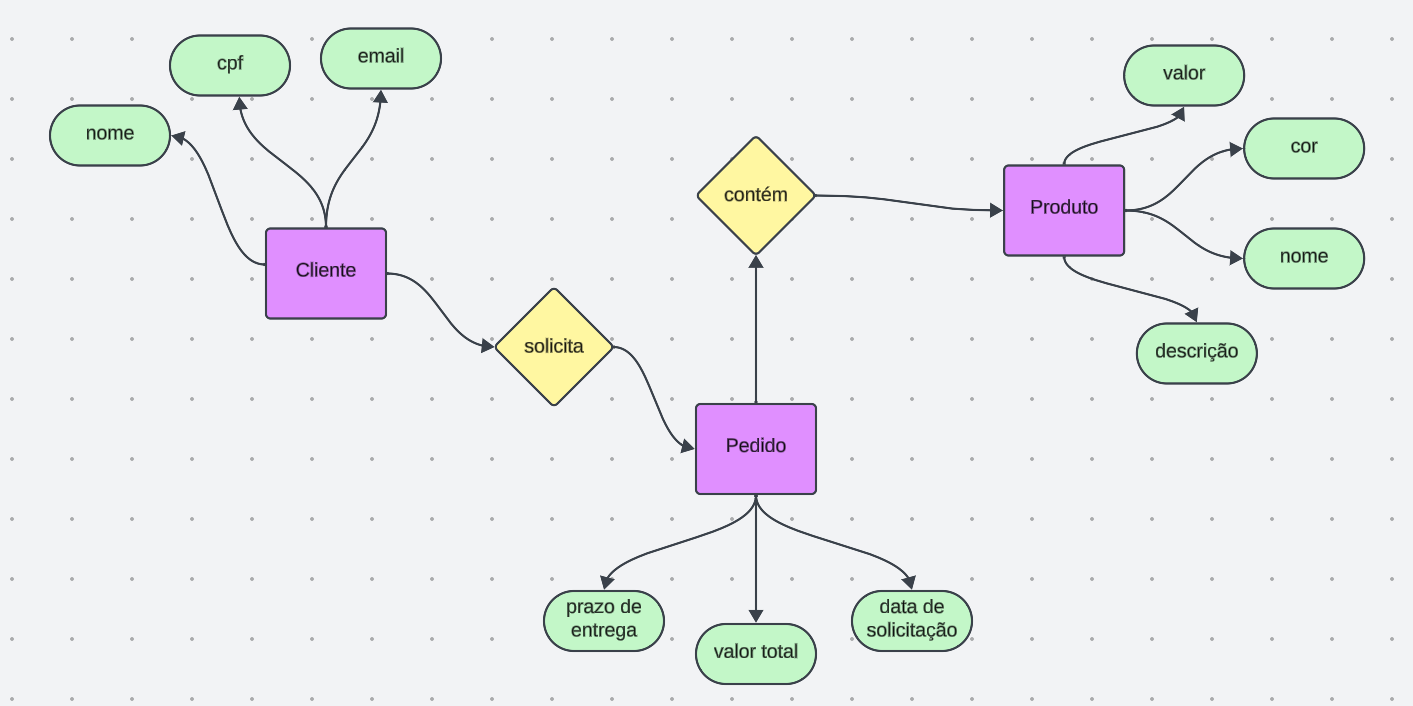 cpf
email
nome
Cliente
solicita
contém
Produto
valor
cor
nome
descrição
Pedido
prazo de
entrega
valor total
data de
solicitação